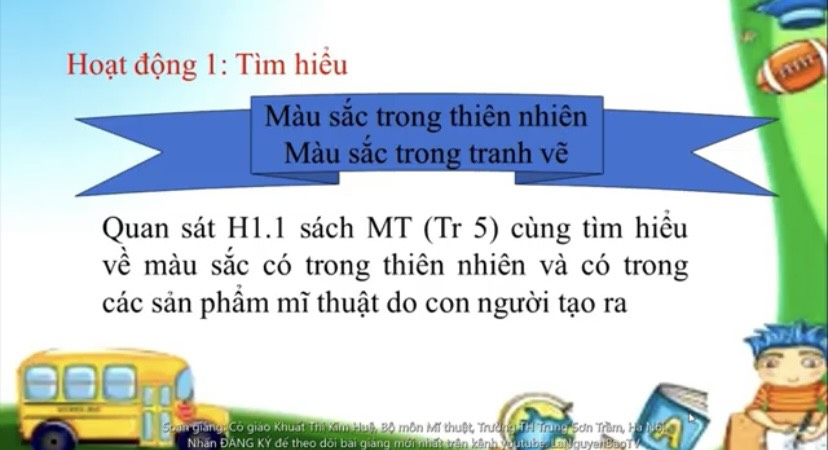 Hoạt động 1: Tìm hiểu
Màu sắc trong thiên nhiên
Màu sắc trong tranh vẽ
Quan sát H1.1 sách MT (Tr 5) cùng tìm hiểu
về màu sắc có trong thiên nhiên và có trong
các sản phẩm mĩ thuật do con người tạo ra
Soạn giảng: Cô giáo Khuất Thị Kim Huệ, Bộ môn Mĩ thuật, Trường TH Trung Sơn Trầm, Hà Nội.
Nhấn ĐĂNG KÝ để theo dõi bài giảng mới nhất trên kênh youtube: LeNguyenBaoTV
A